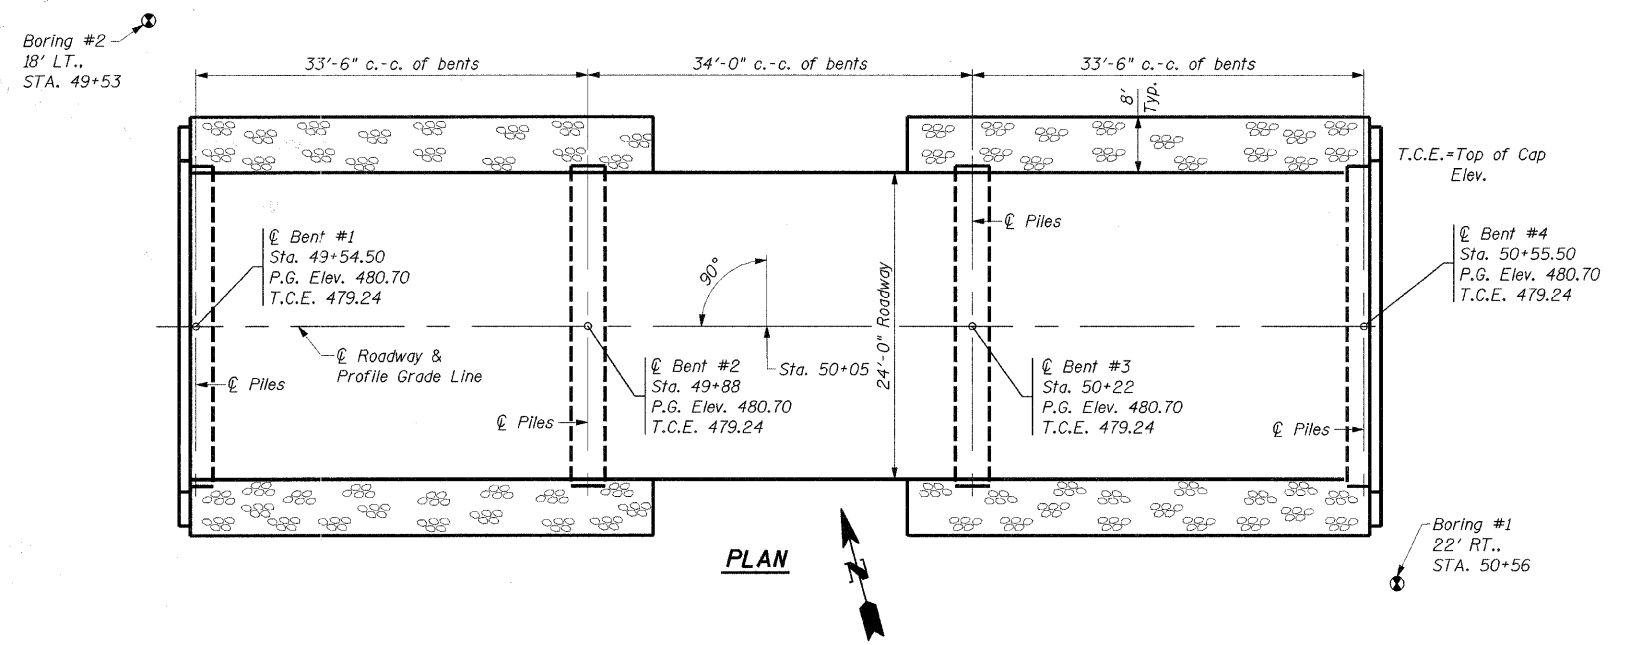 Boring #2
18' LT.,
STA. 49+53
33'-6" c.-c. of bents
34'-0" c.-c. of bents
33'-6" c.-c. of bents
8'
Typ.
T.C.E.=Top of Cap
Elev.
℄ Bent #1
Sta. 49+54.50
P.G. Elev. 480.70
T.C.E. 479.24
℄ Piles
℄ Bent #4
Sta. 50+55.50
P.G. Elev. 480.70
T.C.E. 479.24
90°
24'-0" Roadway
℄ Roadway &
Profile Grade Line
℄ Piles
℄ Bent #2
Sta. 49+88
P.G. Elev. 480.70
T.C.E. 479.24
Sta. 50+05
℄ Bent #3
Sta. 50+22
P.G. Elev. 480.70
T.C.E. 479.24
℄ Piles
℄ Piles
PLAN
N
Boring #1
22' RT.,
STA. 50+56